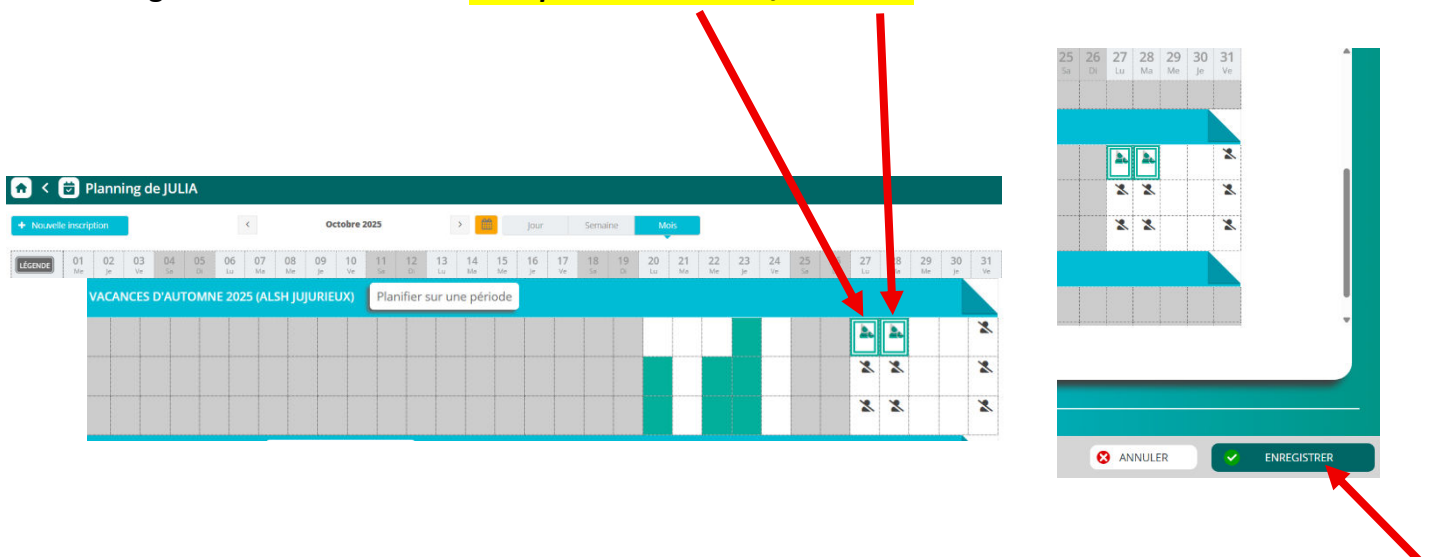 Planning de JULIA
+ Nouvelle inscription
Octobre 2025
Jour
Semaine
Mois
LÉGENDE
01 02 03 04 05 06 07 08 09 10 11 12 13 14 15 16 17 18 19 20 21 22 23 24 25 27 28 29 30 31
Me Je Ve Sa Di Lu Ma Me Je Ve Sa Di Lu Ma Me Je Ve Sa Di Lu Ma Me Je Ve Sa Lu Ma Me Je Ve
VACANCES D'AUTOMNE 2025 (ALSH JUJURIEUX)
Planifier sur une période
25 26 27 28 29 30 31
Sa Di Lu Ma Me Je Ve
ANNULER
ENREGISTRER